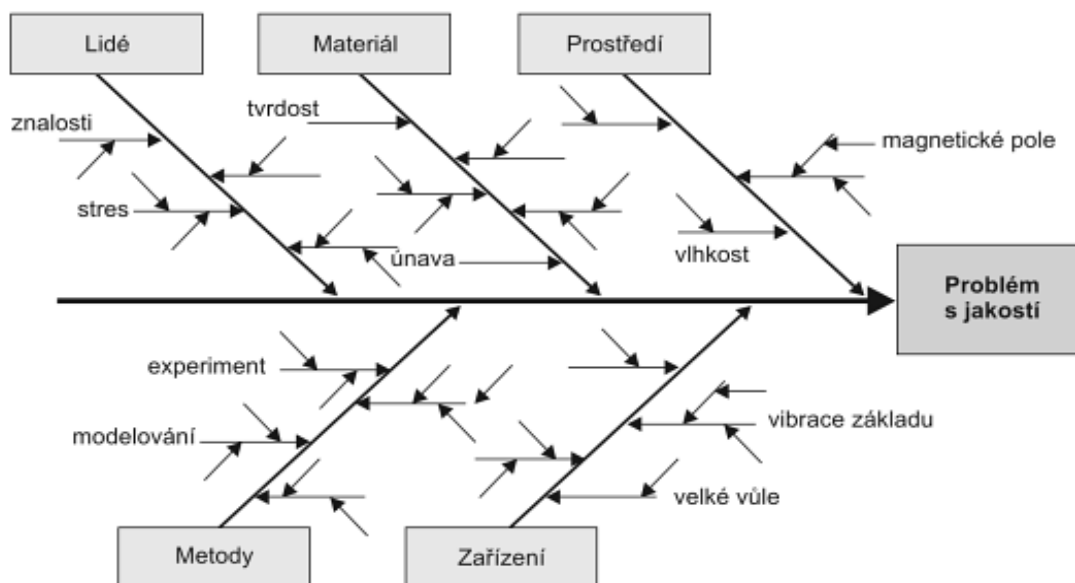 Lidé
Materiál
Prostředí
znalosti
tvrdost
magnetické pole
stres
únava
vlhkost
Problém
s jakostí
experiment
modelování
vibrace základu
velké vůle
Metody
Zařízení